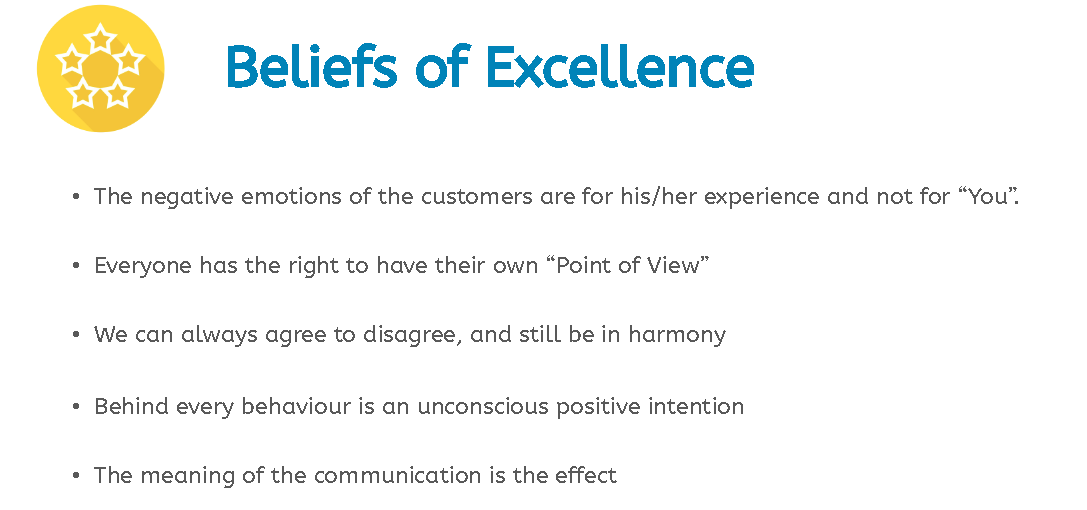 Beliefs of Excellence
• The negative emotions of the customers are for his/her experience and not for “You”.
• Everyone has the right to have their own “Point of View”
• We can always agree to disagree, and still be in harmony
• Behind every behaviour is an unconscious positive intention
• The meaning of the communication is the effect